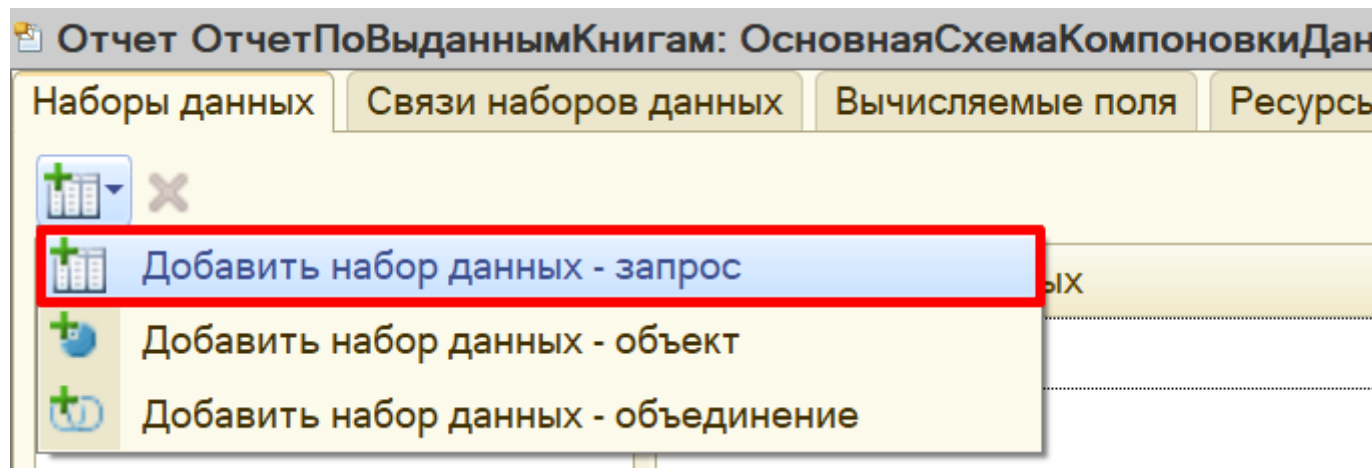 Отчет ОтчетПоВыданнымКнигам: ОсновнаяСхемаКомпоновкиДан
Наборы данных Связи наборов данных Вычисляемые поля Ресурсы
Добавить набор данных - запрос
ых
Добавить набор данных - объект
Добавить набор данных - объединение